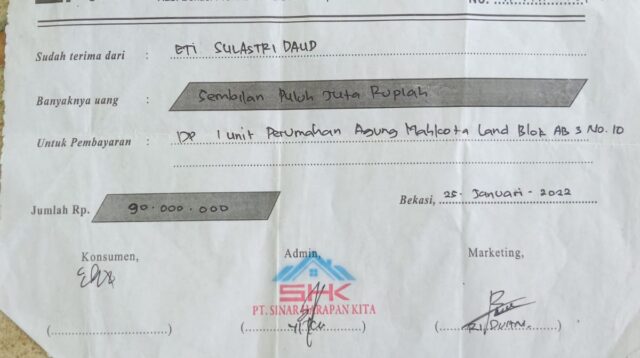 NO.
Sudah terima dari : ETI SULASTRI DAUD
Banyaknya uang : Sembilan Puluh Juta Rupiah
Untuk Pembayaran : DP 1 unit Perumahan Agung Mahkota Land Blok AB 3 No. 10
Jumlah Rp. 90.000.000
Bekasi, 25 - Januari - 2022
Konsumen, Admin, Marketing,
SHK
PT. SINAR HARAPAN KITA
(..............................) (..............................) (RIDUAN.)